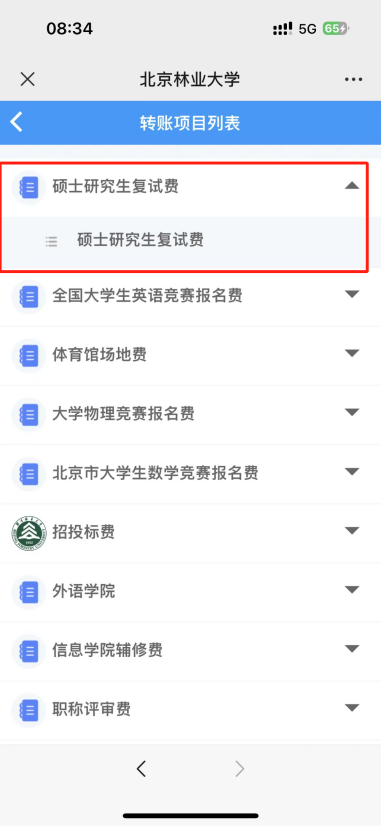 08:34
5G 65
北京林业大学
转账项目列表
硕士研究生复试费
硕士研究生复试费
全国大学生英语竞赛报名费
体育馆场地费
大学物理竞赛报名费
北京市大学生数学竞赛报名费
招投标费
外语学院
信息学院辅修费
职称评审费